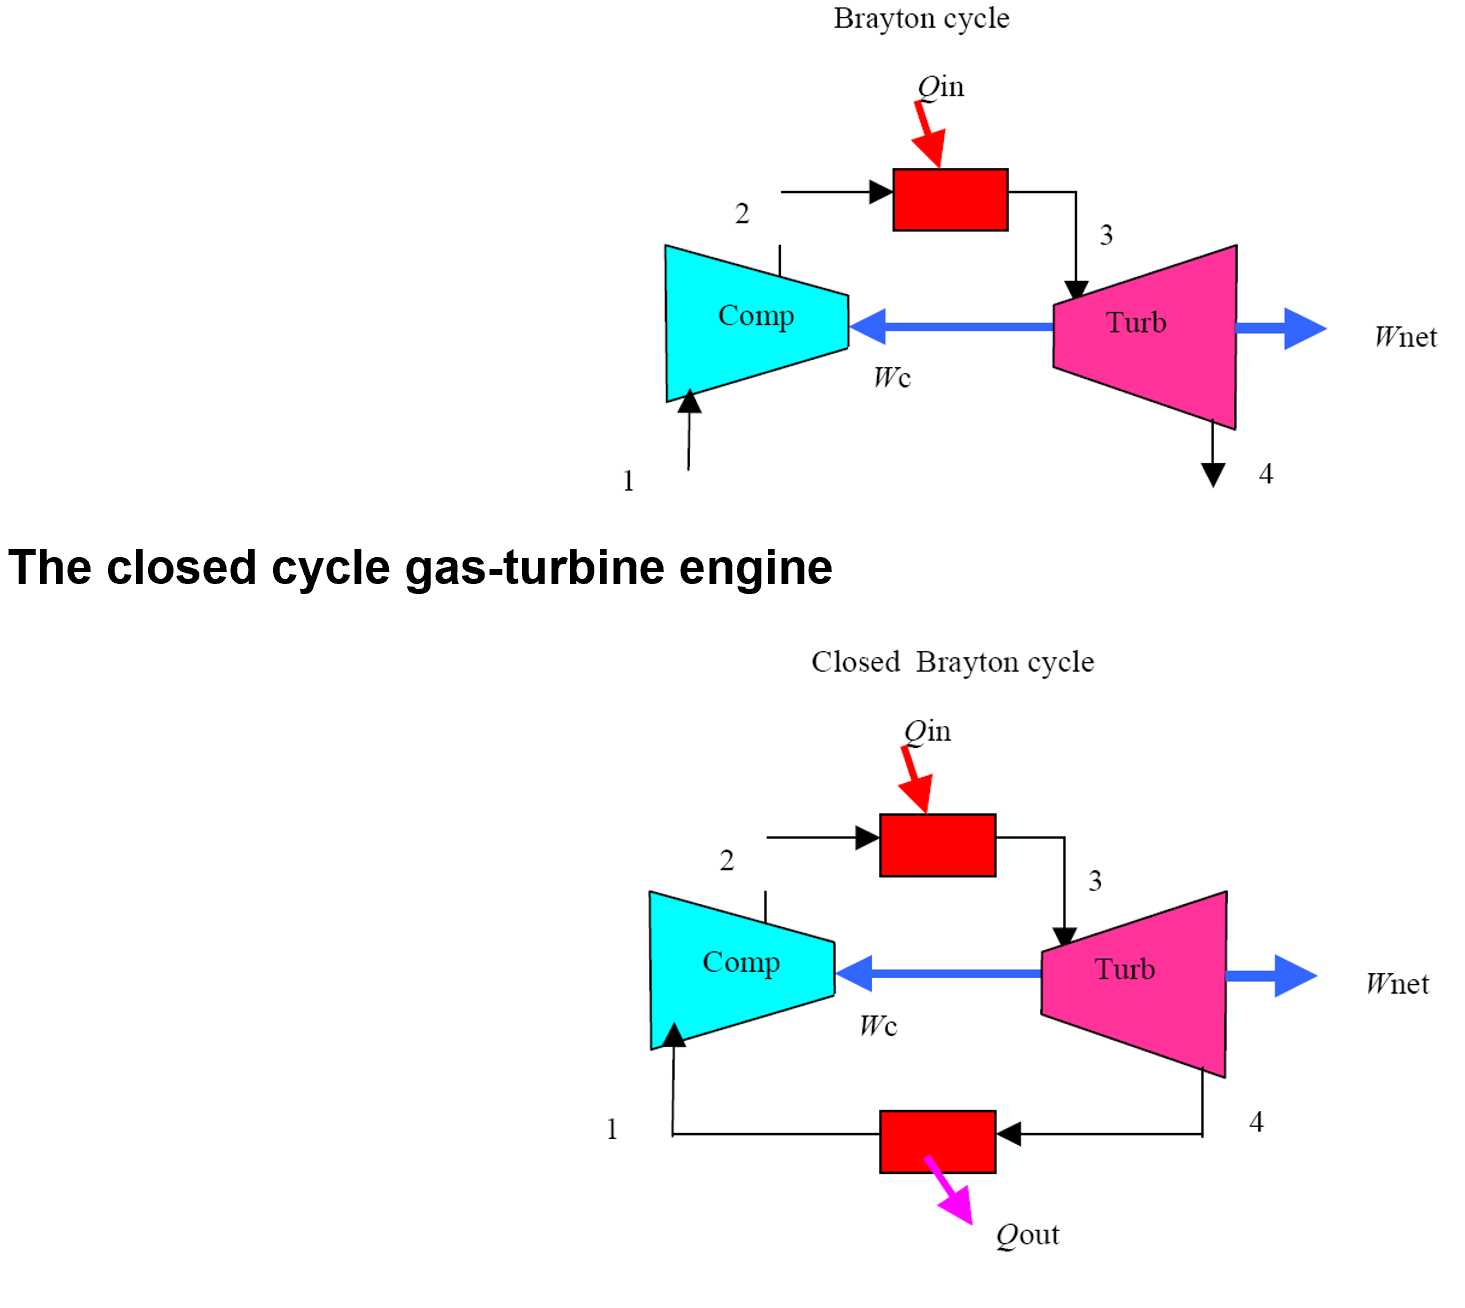 Brayton cycle
Qin
2
3
Comp
Turb
Wnet
Wc
1
4
The closed cycle gas-turbine engine
Closed Brayton cycle
Qin
2
3
Comp
Turb
Wnet
Wc
1
4
Qout